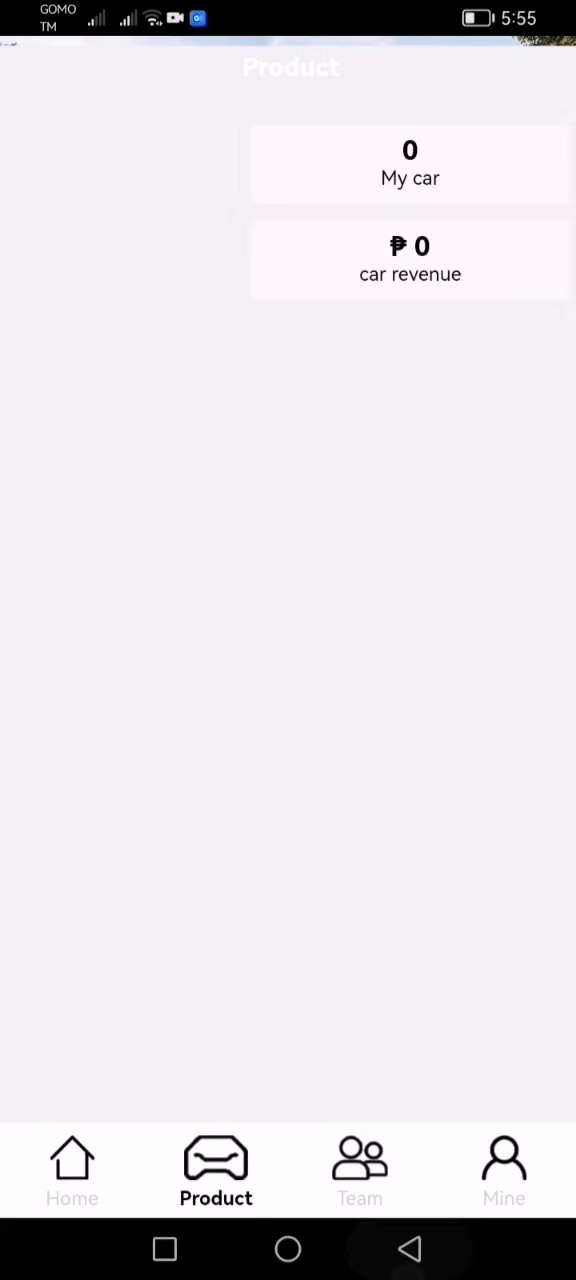 GOMO
TM
5:55
Product
0
My car
₱ 0
car revenue
Home
Product
Team
Mine